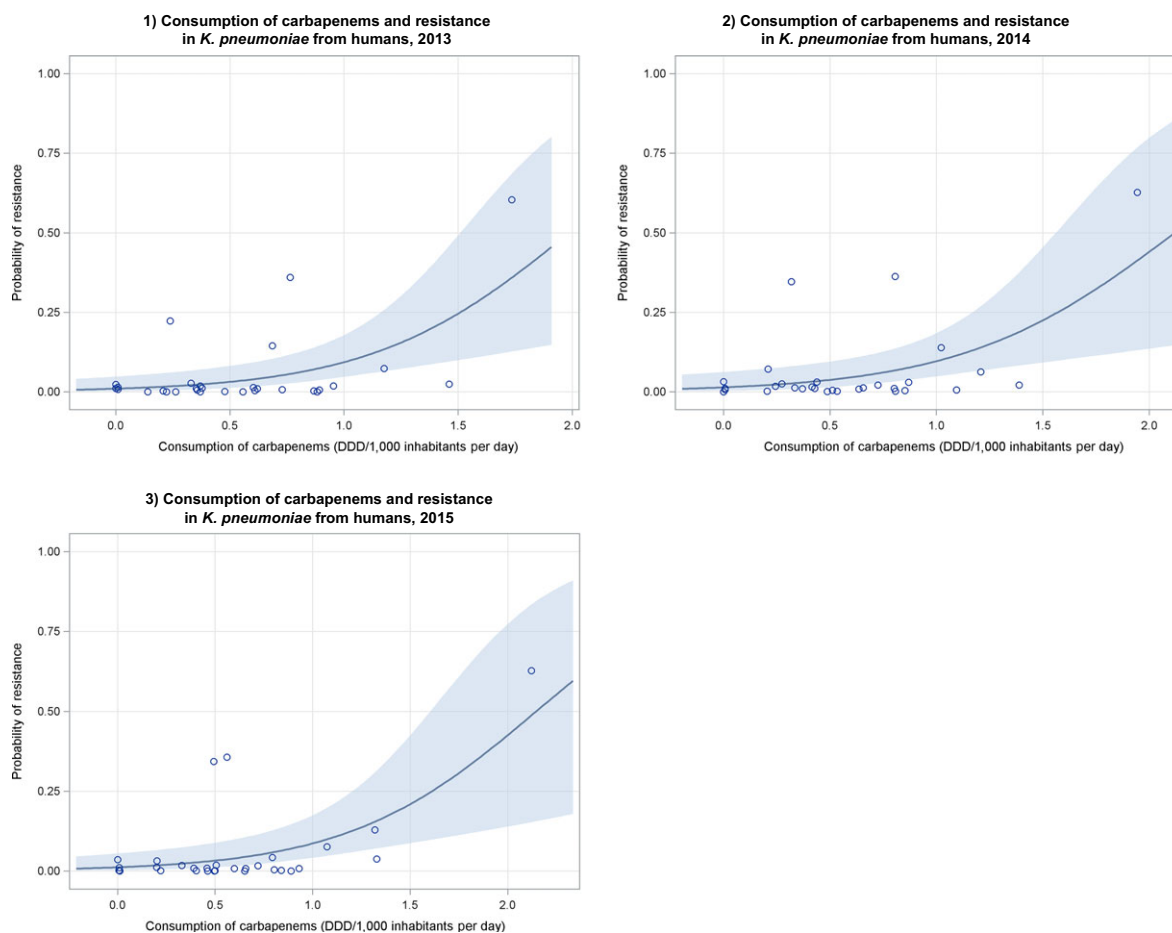 1) Consumption of carbapenems and resistance
in K. pneumoniae from humans, 2013
1.00
0.75
0.50
0.25
0.00
Probability of resistance
0.0 0.5 1.0 1.5 2.0
Consumption of carbapenems (DDD/1,000 inhabitants per day)
2) Consumption of carbapenems and resistance
in K. pneumoniae from humans, 2014
1.00
0.75
0.50
0.25
0.00
Probability of resistance
0.0 0.5 1.0 1.5 2.0
Consumption of carbapenems (DDD/1,000 inhabitants per day)
3) Consumption of carbapenems and resistance
in K. pneumoniae from humans, 2015
1.00
0.75
0.50
0.25
0.00
Probability of resistance
0.0 0.5 1.0 1.5 2.0
Consumption of carbapenems (DDD/1,000 inhabitants per day)